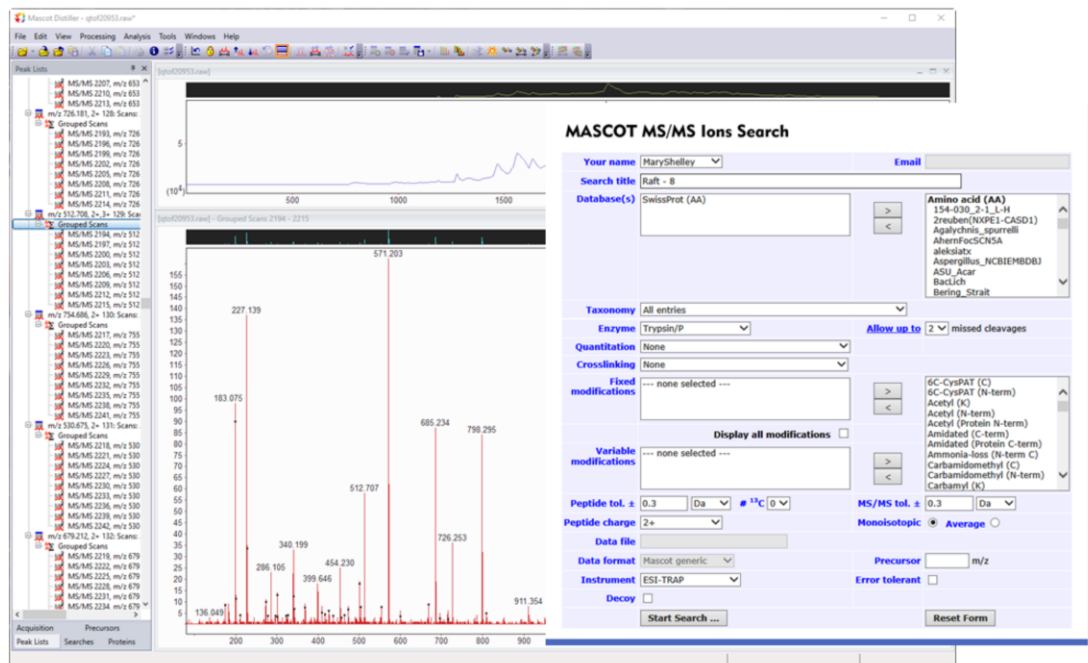 Mascot Distiller - qtof20953.raw*
File Edit View Processing Analysis Tools Windows Help
Peak Lists
MS/MS 2207, m/z 653
MS/MS 2210, m/z 653
MS/MS 2213, m/z 653
m/z 726.181, 2+ 128: Scans:
Grouped Scans
MS/MS 2193, m/z 726
MS/MS 2196, m/z 726
MS/MS 2199, m/z 726
MS/MS 2202, m/z 726
MS/MS 2205, m/z 726
MS/MS 2208, m/z 726
MS/MS 2211, m/z 726
MS/MS 2214, m/z 726
m/z 512.708, 2+,3+ 129: Scan
Grouped Scans
MS/MS 2194, m/z 512
MS/MS 2197, m/z 512
MS/MS 2200, m/z 512
MS/MS 2203, m/z 512
MS/MS 2206, m/z 512
MS/MS 2209, m/z 512
MS/MS 2212, m/z 512
MS/MS 2215, m/z 512
m/z 754.686, 2+ 130: Scans:
Grouped Scans
MS/MS 2217, m/z 755
MS/MS 2220, m/z 755
MS/MS 2223, m/z 755
MS/MS 2226, m/z 755
MS/MS 2229, m/z 755
MS/MS 2232, m/z 755
MS/MS 2235, m/z 755
MS/MS 2238, m/z 755
MS/MS 2241, m/z 755
m/z 530.675, 2+ 131: Scans:
Grouped Scans
MS/MS 2218, m/z 530
MS/MS 2221, m/z 530
MS/MS 2224, m/z 530
MS/MS 2227, m/z 530
MS/MS 2230, m/z 530
MS/MS 2233, m/z 530
MS/MS 2236, m/z 530
MS/MS 2239, m/z 530
MS/MS 2242, m/z 530
m/z 679.212, 2+ 132: Scans:
Grouped Scans
MS/MS 2219, m/z 679
MS/MS 2222, m/z 679
MS/MS 2225, m/z 679
MS/MS 2228, m/z 679
MS/MS 2231, m/z 679
MS/MS 2234, m/z 679
Acquisition Precursors
Peak Lists Searches Proteins
[qtof20953.raw]
5
(10⁴)
500 1000 1500
[qtof20953.raw] - Grouped Scans 2194 - 2215
155
150
145
140
135
130
125
120
115
110
105
100
95
90
85
80
75
70
65
60
55
50
45
40
35
30
25
20
15
10
5
571.203
227.139
183.075
685.234
798.295
512.707
726.253
340.199
454.230
286.105
399.646
911.354
136.049
200 300 400 500 600 700 800 900
MASCOT MS/MS Ions Search
Your name MaryShelley Email
Search title Raft - 8
Database(s) SwissProt (AA)
>
<
Amino acid (AA)
154-030_2-1_L-H
2reuben(NXPE1-CASD1)
Agalychnis_spurrelli
AhernFocSCN5A
aleksiatx
Aspergillus_NCBIEMBDBJ
ASU_Acar
BacLich
Bering_Strait
Taxonomy All entries
Enzyme Trypsin/P Allow up to 2 missed cleavages
Quantitation None
Crosslinking None
Fixed modifications --- none selected ---
>
<
6C-CysPAT (C)
6C-CysPAT (N-term)
Acetyl (K)
Acetyl (N-term)
Acetyl (Protein N-term)
Amidated (C-term)
Amidated (Protein C-term)
Ammonia-loss (N-term C)
Carbamidomethyl (C)
Carbamidomethyl (N-term)
Carbamyl (K)
Display all modifications
Variable modifications --- none selected ---
>
<
Peptide tol. ± 0.3 Da # ¹³C 0 MS/MS tol. ± 0.3 Da
Peptide charge 2+ Monoisotopic Average
Data file
Data format Mascot generic Precursor m/z
Instrument ESI-TRAP Error tolerant
Decoy
Start Search ... Reset Form